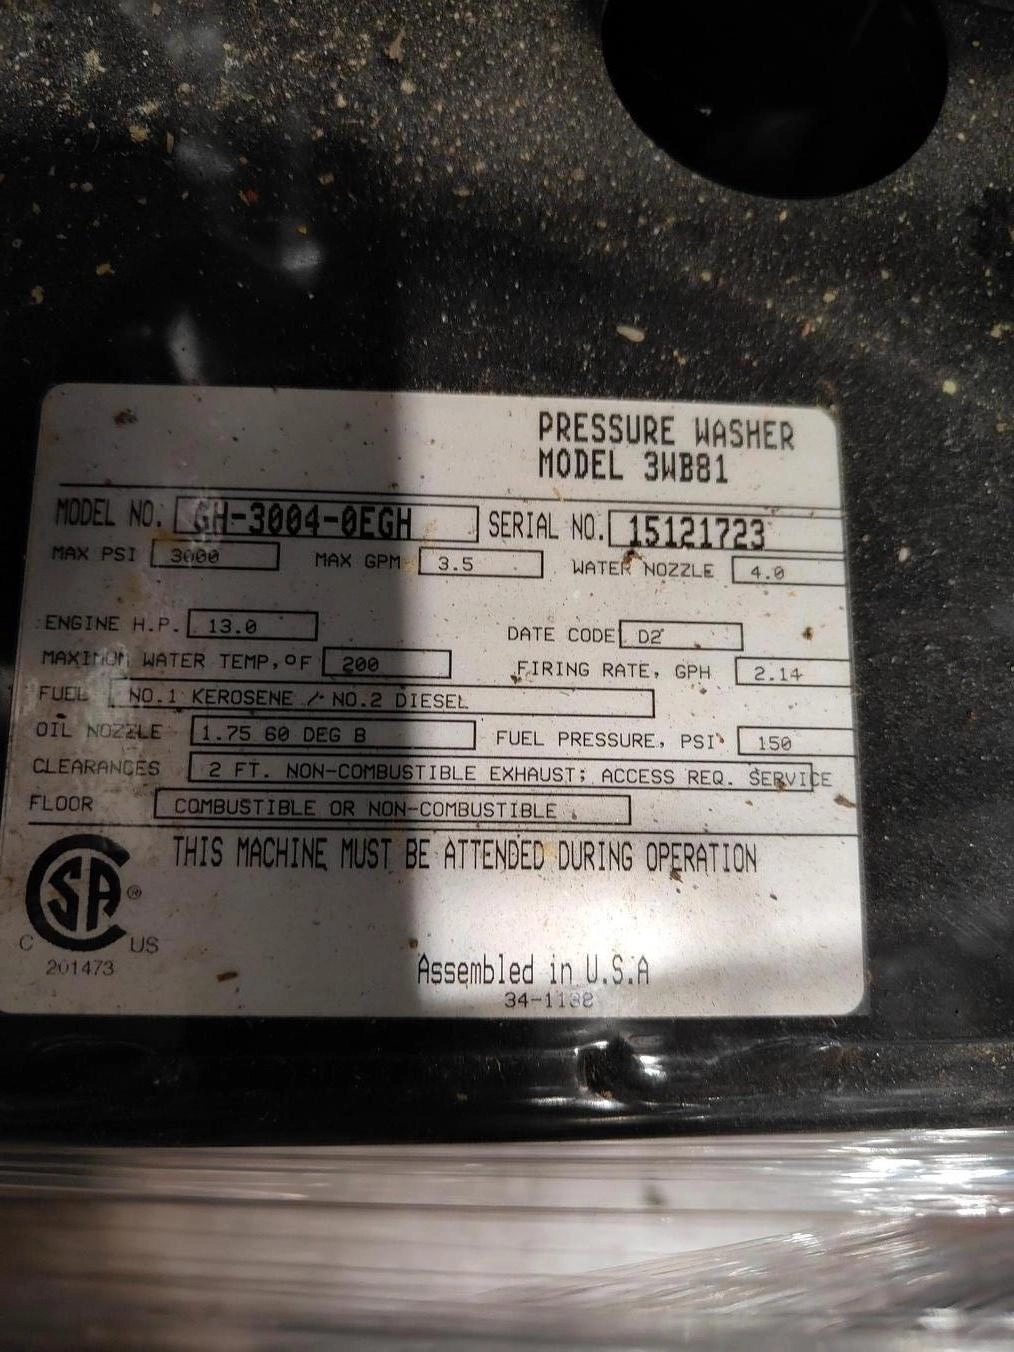 PRESSURE WASHER
MODEL 3WB81
MODEL NO. GH-3004-0EGH SERIAL NO. 15121723
MAX PSI 3000 MAX GPM 3.5 WATER NOZZLE 4.0
ENGINE H.P. 13.0 DATE CODE D2
MAXIMUM WATER TEMP,°F 200 FIRING RATE, GPH 2.14
FUEL NO.1 KEROSENE / NO.2 DIESEL
OIL NOZZLE 1.75 60 DEG B FUEL PRESSURE, PSI 150
CLEARANCES 2 FT. NON-COMBUSTIBLE EXHAUST; ACCESS REQ. SERVICE
FLOOR COMBUSTIBLE OR NON-COMBUSTIBLE
THIS MACHINE MUST BE ATTENDED DURING OPERATION
CSA ®
C US
201473
Assembled in U.S.A